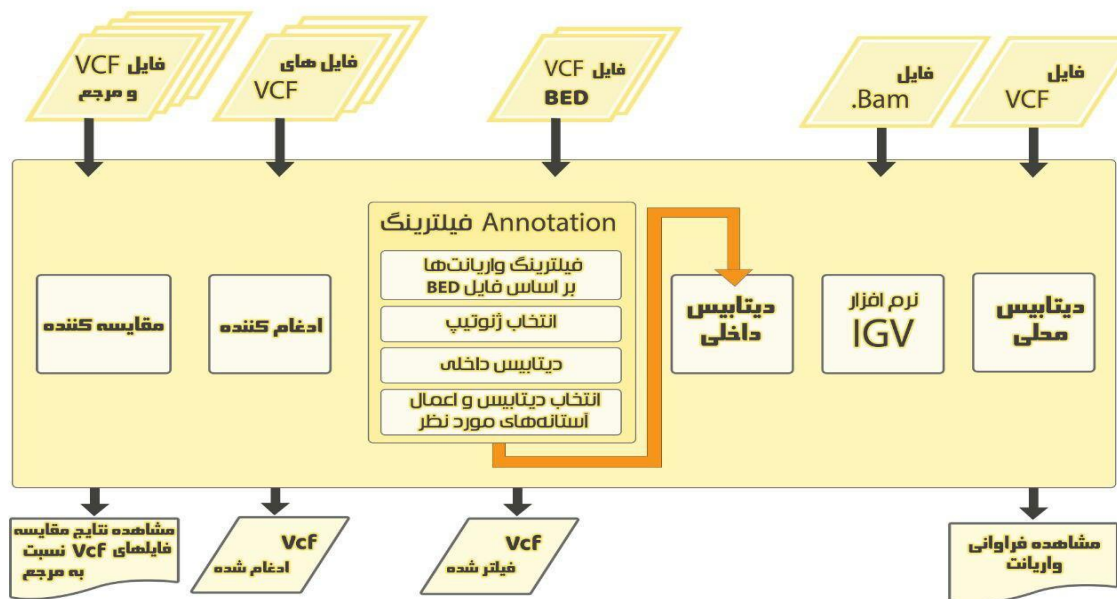 فایل VCF
و مرجع
فایل های
VCF
فایل VCF
BED
فایل
.Bam
فایل
VCF
فیلترینگ Annotation
فیلترینگ واریانت‌ها
بر اساس فایل BED
انتخاب ژنوتیپ
دیتابیس داخلی
انتخاب دیتابیس و اعمال
آستانه‌های مورد نظر
مقایسه کننده
ادغام کننده
دیتابیس
داخلی
نرم افزار
IGV
دیتابیس
محلی
مشاهده نتایج مقایسه
فایلهای Vcf نسبت
به مرجع
Vcf
ادغام شده
Vcf
فیلتر شده
مشاهده فراوانی
واریانت